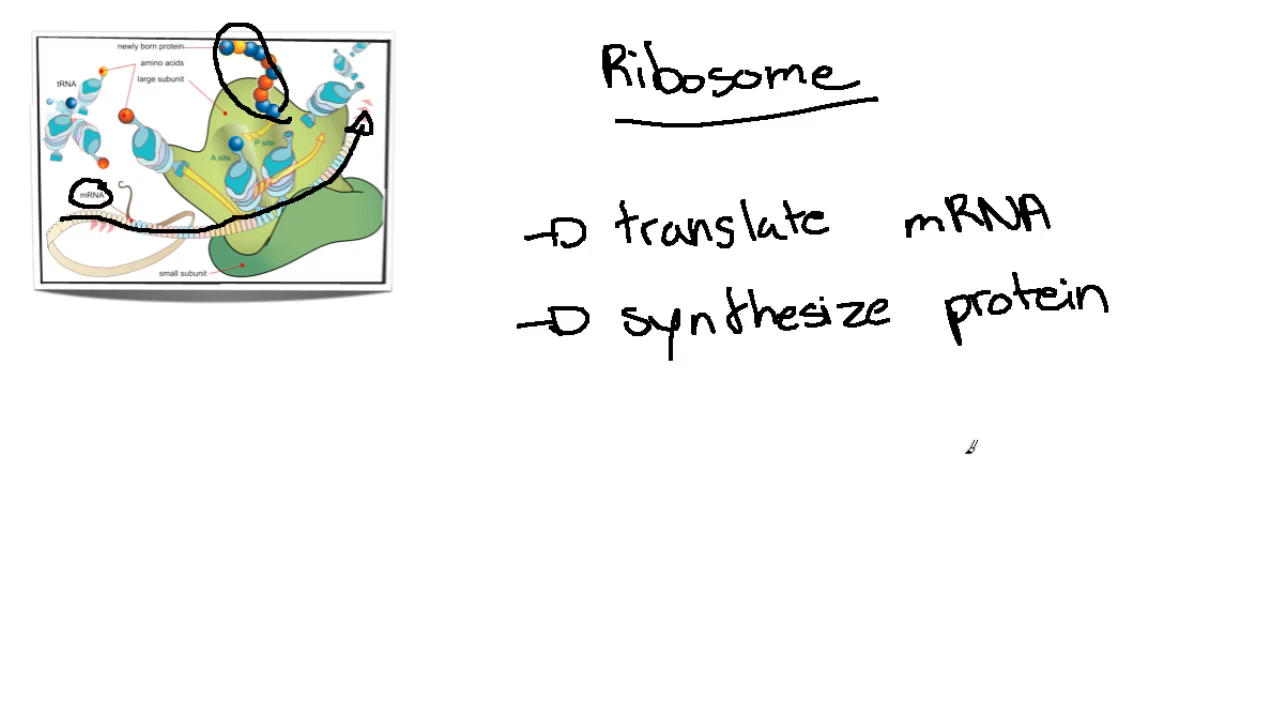 newly born protein
amino acids
large subunit
tRNA
P site
A site
mRNA
small subunit
Ribosome
translate mRNA
synthesize protein